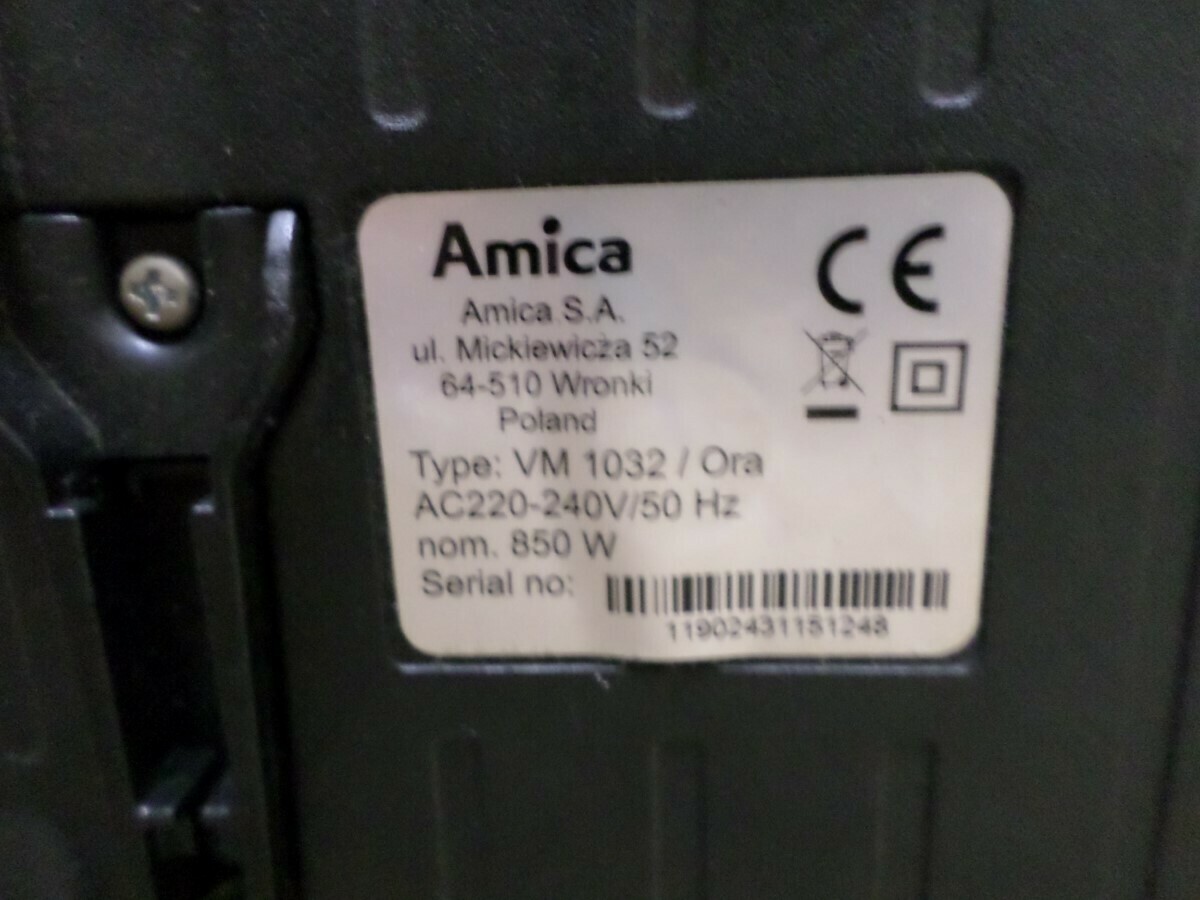 Amica
CE
Amica S.A.
ul. Mickiewicza 52
64-510 Wronki
Poland
Type: VM 1032 / Ora
AC220-240V/50 Hz
nom. 850 W
Serial no:
11902431151248